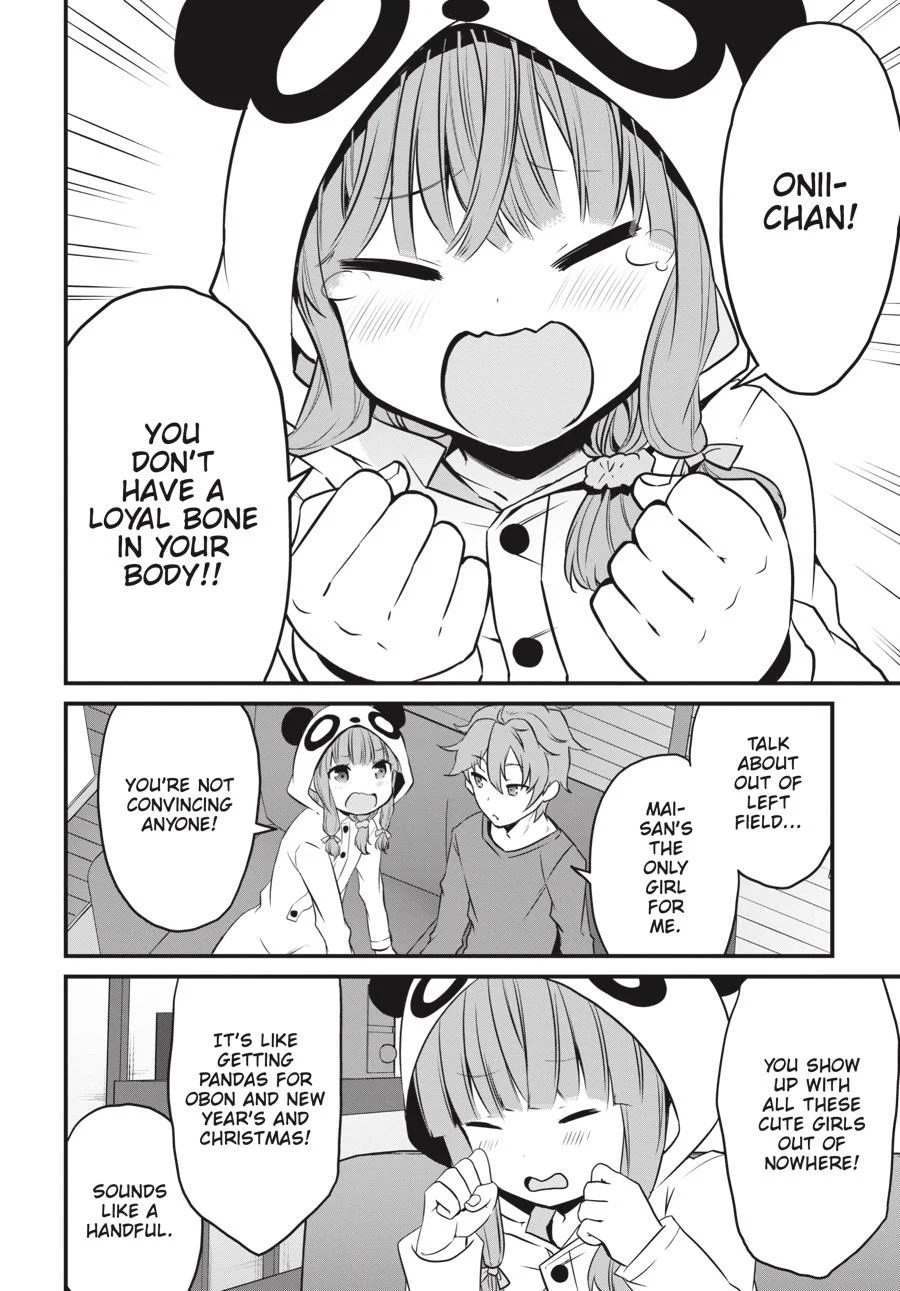 ONII-
CHAN!
YOU
DON'T
HAVE A
LOYAL BONE
IN YOUR
BODY!!
TALK
ABOUT
OUT OF
LEFT
FIELD...
MAI-
SAN'S
THE
ONLY
GIRL
FOR
ME.
YOU'RE NOT
CONVINCING
ANYONE!
YOU SHOW
UP WITH
ALL THESE
CUTE GIRLS
OUT OF
NOWHERE!
IT'S LIKE
GETTING
PANDAS FOR
OBON AND NEW
YEAR'S AND
CHRISTMAS!
SOUNDS
LIKE A
HANDFUL.